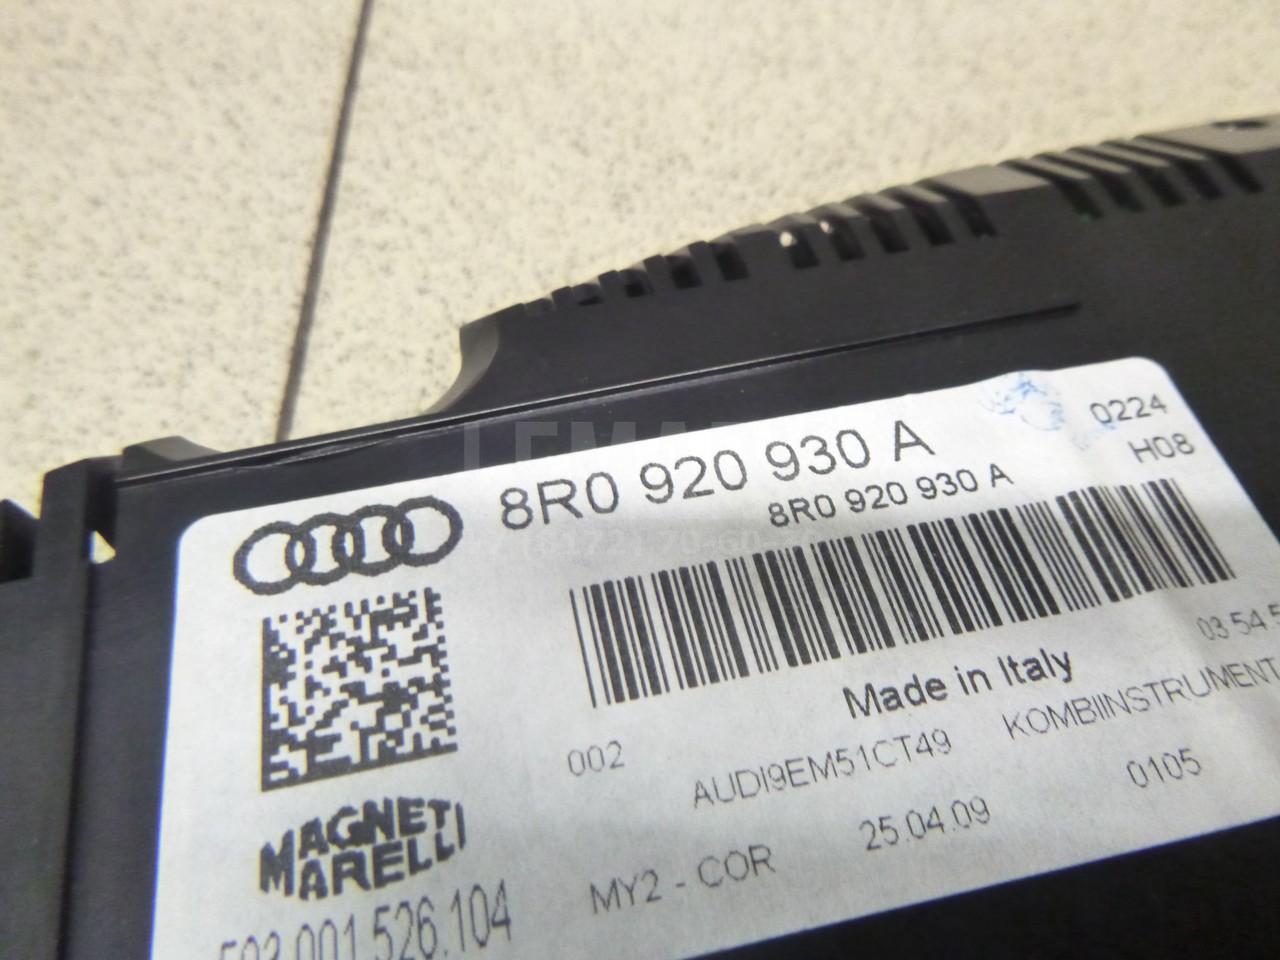 8R0 920 930 A
0224
8R0 920 930 A
H08
Made in Italy
002
AUDI9EM51CT49
KOMBIINSTRUMENT
0105
MAGNETI
MARELLI
MY2 - COR
25.04.09